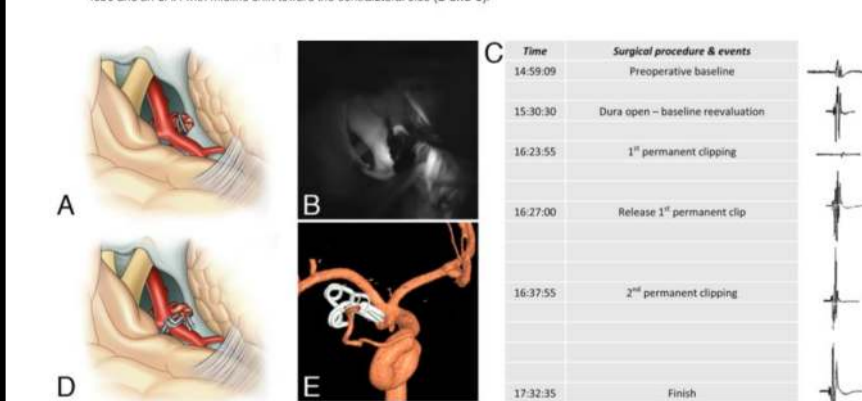 A
B
C
Time Surgical procedure & events
14:59:09 Preoperative baseline
15:30:30 Dura open – baseline reevaluation
16:23:55 1st permanent clipping
16:27:00 Release 1st permanent clip
16:37:55 2nd permanent clipping
17:32:35 Finish
D
E